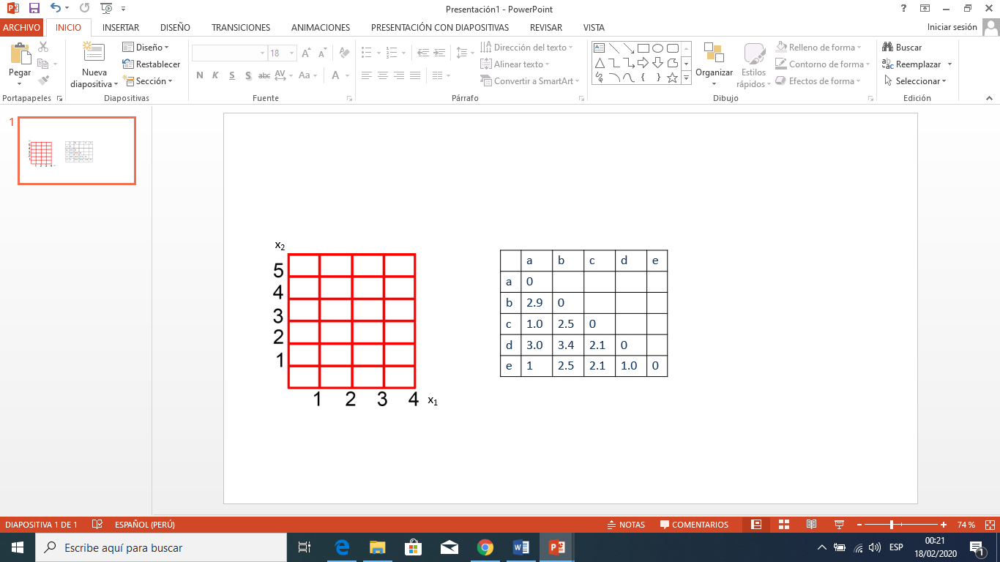 Presentación1 - PowerPoint
ARCHIVO INICIO INSERTAR DISEÑO TRANSICIONES ANIMACIONES PRESENTACIÓN CON DIAPOSITIVAS REVISAR VISTA Iniciar sesión
Pegar
Portapapeles
Nueva diapositiva
Diseño
Restablecer
Sección
Diapositivas
18
N K S S abc AV Aa A
Fuente
Dirección del texto
Alinear texto
Convertir a SmartArt
Párrafo
Organizar
Estilos rápidos
Relleno de forma
Contorno de forma
Efectos de forma
Dibujo
Buscar
Reemplazar
Seleccionar
Edición
1
x2
5
4
3
2
1
1 2 3 4 x1
a b c d e
a 0
b 2.9 0
c 1.0 2.5 0
d 3.0 3.4 2.1 0
e 1 2.5 2.1 1.0 0
DIAPOSITIVA 1 DE 1 ESPAÑOL (PERÚ) NOTAS COMENTARIOS 74 %
Escribe aquí para buscar
ESP
00:21
18/02/2020
1